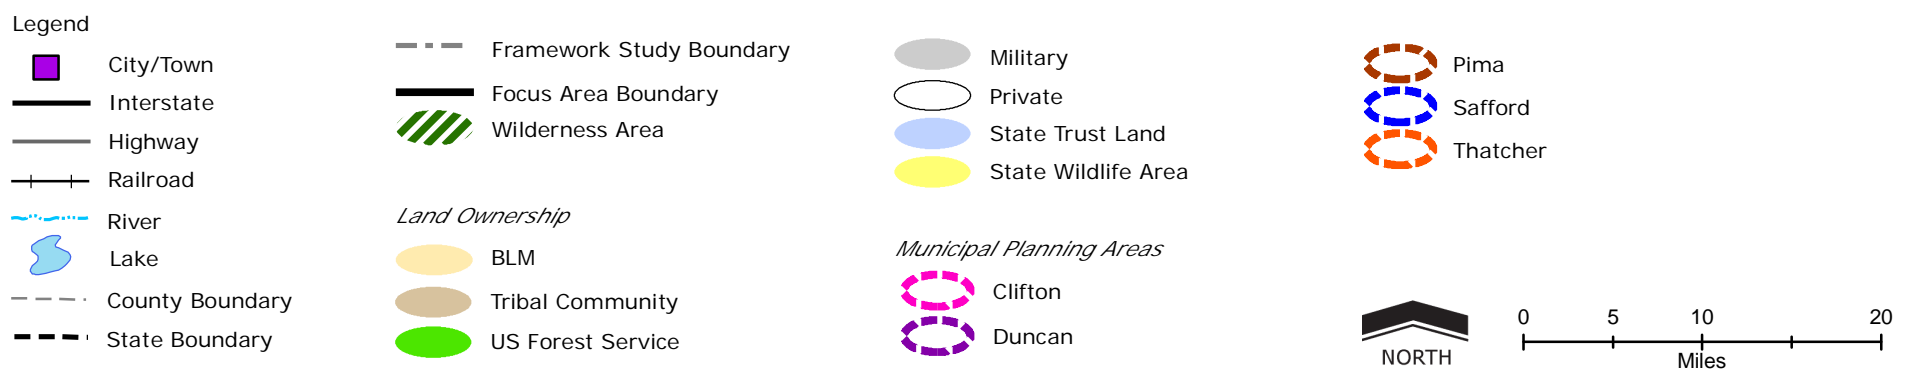 Legend
City/Town
Interstate
Highway
Railroad
River
Lake
County Boundary
State Boundary
Framework Study Boundary
Focus Area Boundary
Wilderness Area
Land Ownership
BLM
Tribal Community
US Forest Service
Military
Private
State Trust Land
State Wildlife Area
Municipal Planning Areas
Clifton
Duncan
Pima
Safford
Thatcher
NORTH
0 5 10 20
Miles